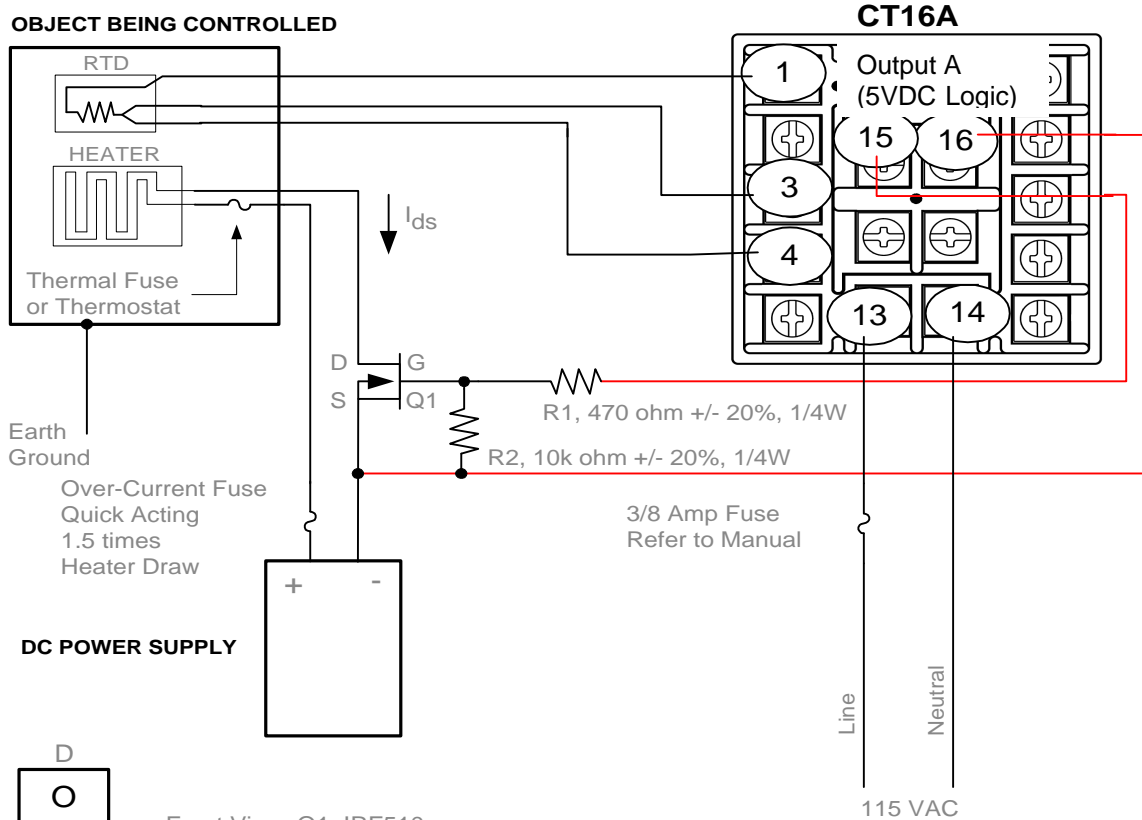 OBJECT BEING CONTROLLED
CT16A
RTD
1
Output A
(5VDC Logic)
15
16
HEATER
3
Ids
4
Thermal Fuse
or Thermostat
13
14
D
G
S
Q1
R1, 470 ohm +/- 20%, 1/4W
Earth
Ground
R2, 10k ohm +/- 20%, 1/4W
Over-Current Fuse
Quick Acting
1.5 times
Heater Draw
3/8 Amp Fuse
Refer to Manual
+
-
DC POWER SUPPLY
Line
Neutral
D
O
115 VAC